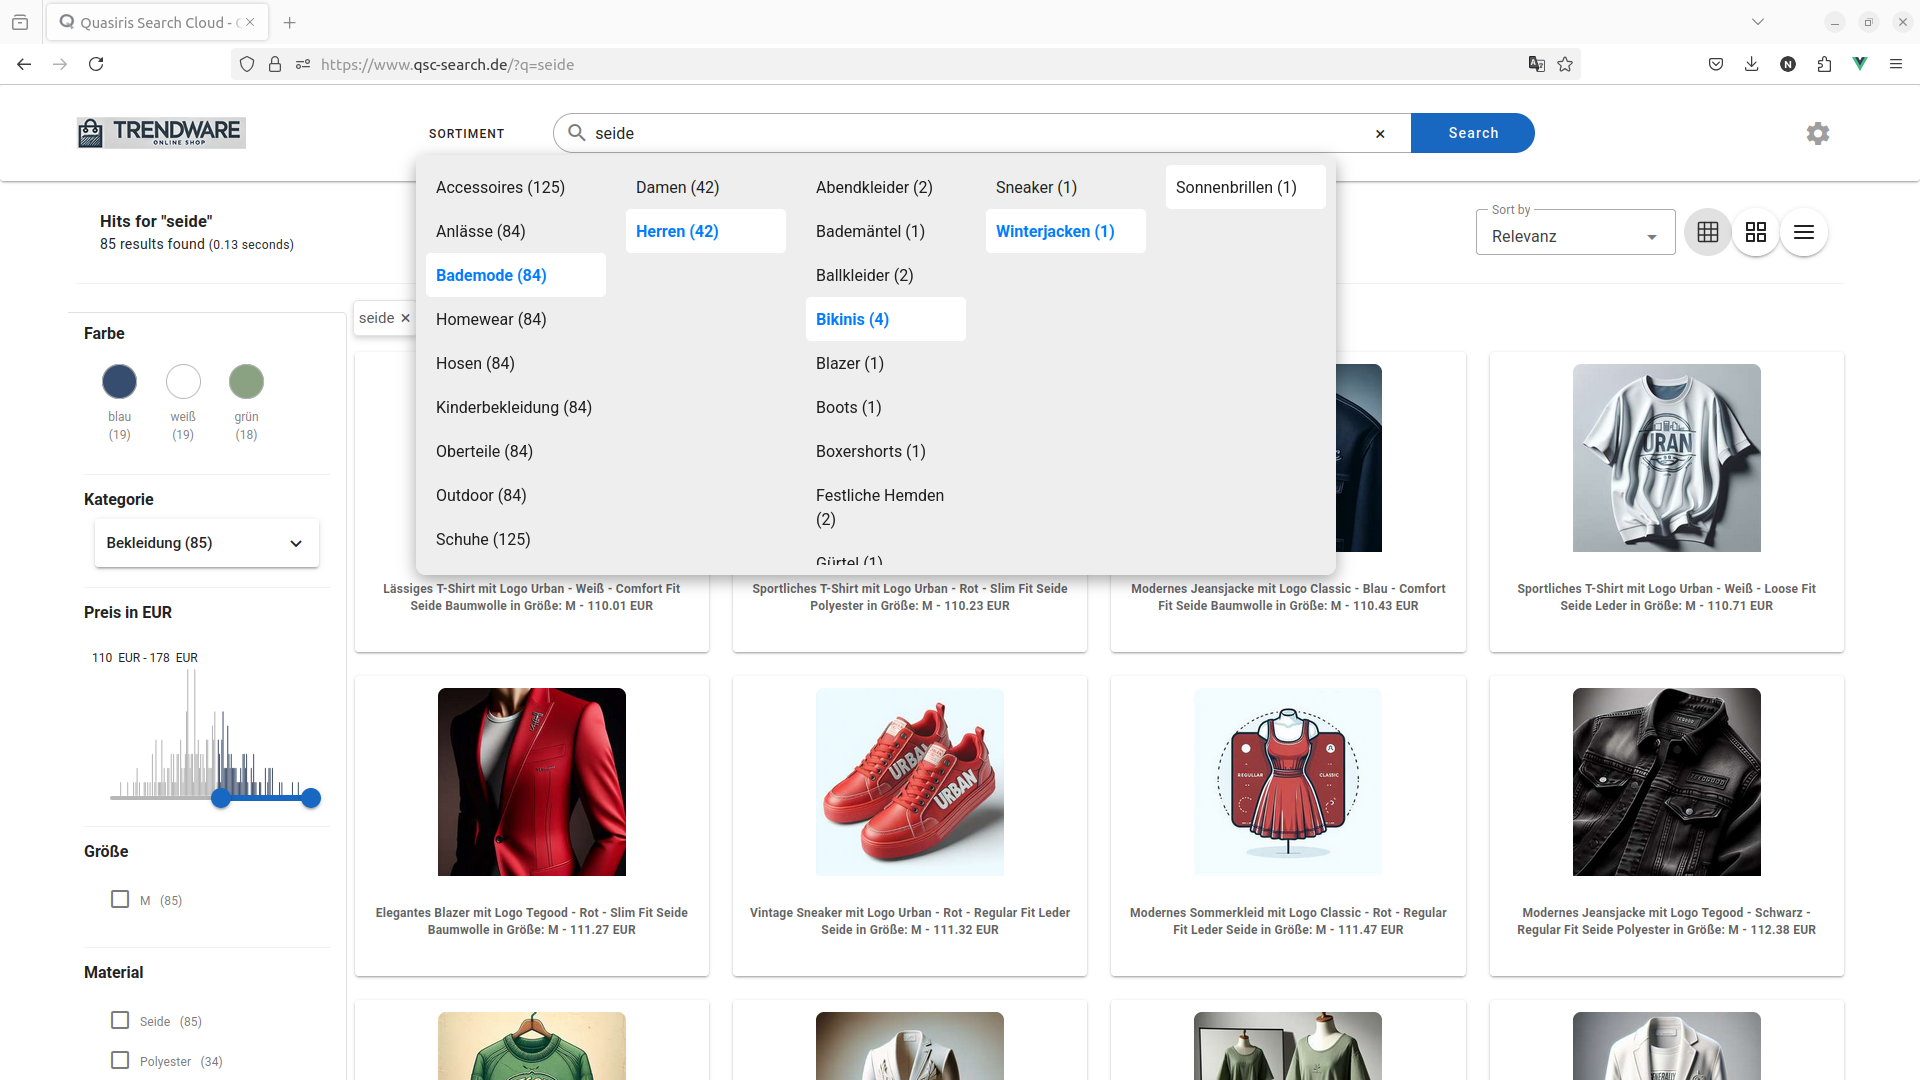 Quasiris Search Cloud -
https://www.qsc-search.de/?q=seide
TRENDWARE
ONLINE SHOP
SORTIMENT
seide
Search
Accessoires (125)
Anlässe (84)
Bademode (84)
Homewear (84)
Hosen (84)
Kinderbekleidung (84)
Oberteile (84)
Outdoor (84)
Schuhe (125)
Damen (42)
Herren (42)
Abendkleider (2)
Bademäntel (1)
Ballkleider (2)
Bikinis (4)
Blazer (1)
Boots (1)
Boxershorts (1)
Festliche Hemden
(2)
Gürtel (1)
Sneaker (1)
Winterjacken (1)
Sonnenbrillen (1)
Hits for "seide"
85 results found (0.13 seconds)
Sort by
Relevanz
seide
Farbe
blau
(19)
weiß
(19)
grün
(18)
Kategorie
Bekleidung (85)
Preis in EUR
110 EUR - 178 EUR
Größe
M (85)
Material
Seide (85)
Polyester (34)
URAN
Lässiges T-Shirt mit Logo Urban - Weiß - Comfort Fit
Seide Baumwolle in Größe: M - 110.01 EUR
Sportliches T-Shirt mit Logo Urban - Rot - Slim Fit Seide
Polyester in Größe: M - 110.23 EUR
Modernes Jeansjacke mit Logo Classic - Blau - Comfort
Fit Seide Baumwolle in Größe: M - 110.43 EUR
Sportliches T-Shirt mit Logo Urban - Weiß - Loose Fit
Seide Leder in Größe: M - 110.71 EUR
URBAN
URBAN
REGULLAR
CLASSIC
Elegantes Blazer mit Logo Tegood - Rot - Slim Fit Seide
Baumwolle in Größe: M - 111.27 EUR
Vintage Sneaker mit Logo Urban - Rot - Regular Fit Leder
Seide in Größe: M - 111.32 EUR
Modernes Sommerkleid mit Logo Classic - Rot - Regular
Fit Leder Seide in Größe: M - 111.47 EUR
Modernes Jeansjacke mit Logo Tegood - Schwarz -
Regular Fit Seide Polyester in Größe: M - 112.38 EUR